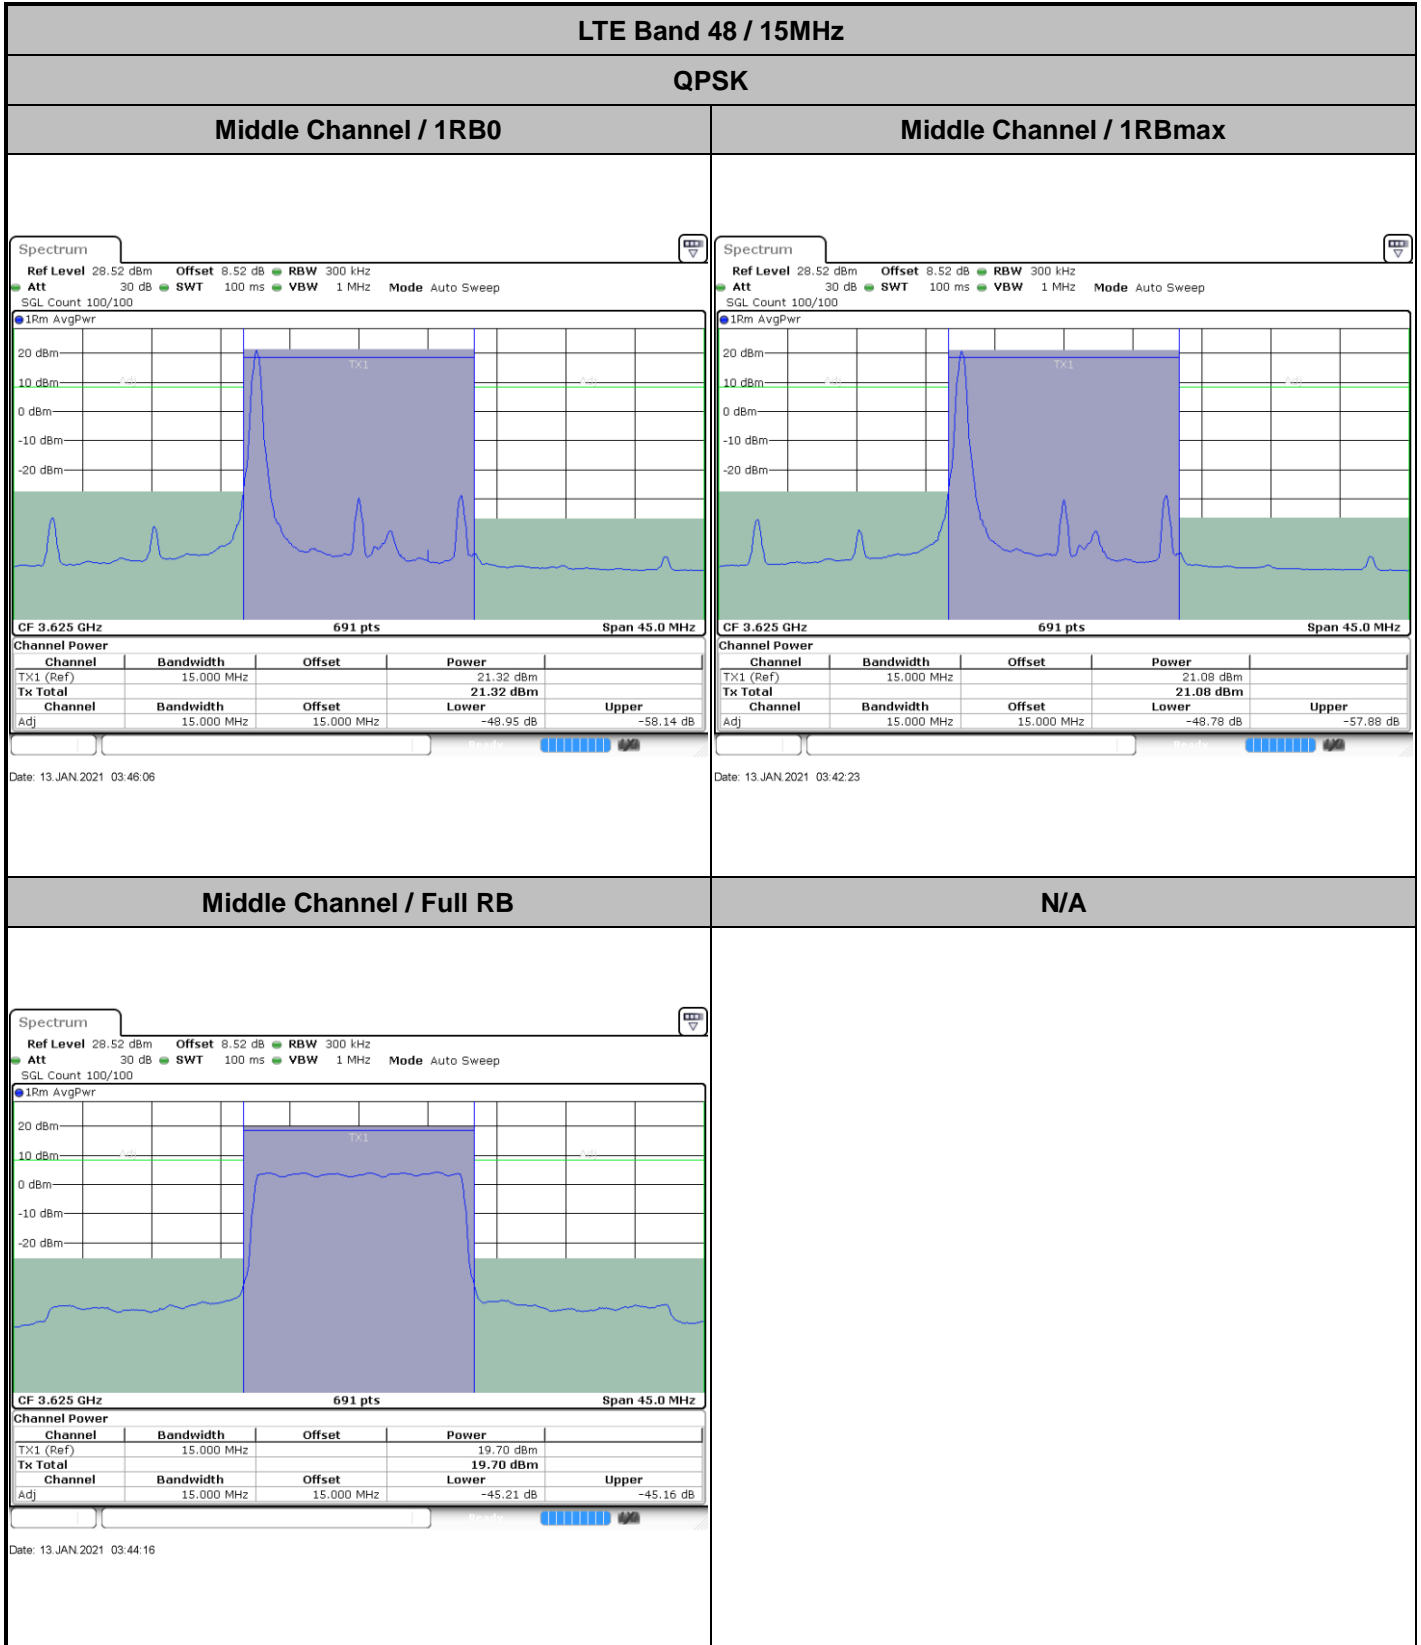 LTE Band 48 / 15MHz
QPSK
Middle Channel / 1RB0
Middle Channel / 1RBmax
Spectrum
Ref Level 28.52 dBm Offset 8.52 dB RBW 300 kHz
Att 30 dB SWT 100 ms VBW 1 MHz Mode Auto Sweep
SGL Count 100/100
1Rm AvgPwr
TX1
20 dBm
Adj
Adj
10 dBm
0 dBm
-10 dBm
-20 dBm
CF 3.625 GHz 691 pts Span 45.0 MHz
Channel Power
Channel Bandwidth Offset Power
TX1 (Ref) 15.000 MHz 21.32 dBm
Tx Total 21.32 dBm
Channel Bandwidth Offset Lower Upper
Adj 15.000 MHz 15.000 MHz -48.95 dB -58.14 dB
Ready
Date: 13.JAN.2021 03:46:06
Spectrum
Ref Level 28.52 dBm Offset 8.52 dB RBW 300 kHz
Att 30 dB SWT 100 ms VBW 1 MHz Mode Auto Sweep
SGL Count 100/100
1Rm AvgPwr
TX1
20 dBm
Adj
Adj
10 dBm
0 dBm
-10 dBm
-20 dBm
CF 3.625 GHz 691 pts Span 45.0 MHz
Channel Power
Channel Bandwidth Offset Power
TX1 (Ref) 15.000 MHz 21.08 dBm
Tx Total 21.08 dBm
Channel Bandwidth Offset Lower Upper
Adj 15.000 MHz 15.000 MHz -48.78 dB -57.88 dB
Ready
Date: 13.JAN.2021 03:42:23
Middle Channel / Full RB
N/A
Spectrum
Ref Level 28.52 dBm Offset 8.52 dB RBW 300 kHz
Att 30 dB SWT 100 ms VBW 1 MHz Mode Auto Sweep
SGL Count 100/100
1Rm AvgPwr
20 dBm
TX1
10 dBm
Adj
Adj
0 dBm
-10 dBm
-20 dBm
CF 3.625 GHz 691 pts Span 45.0 MHz
Channel Power
Channel Bandwidth Offset Power
TX1 (Ref) 15.000 MHz 19.70 dBm
Tx Total 19.70 dBm
Channel Bandwidth Offset Lower Upper
Adj 15.000 MHz 15.000 MHz -45.21 dB -45.16 dB
Ready
Date: 13.JAN.2021 03:44:16